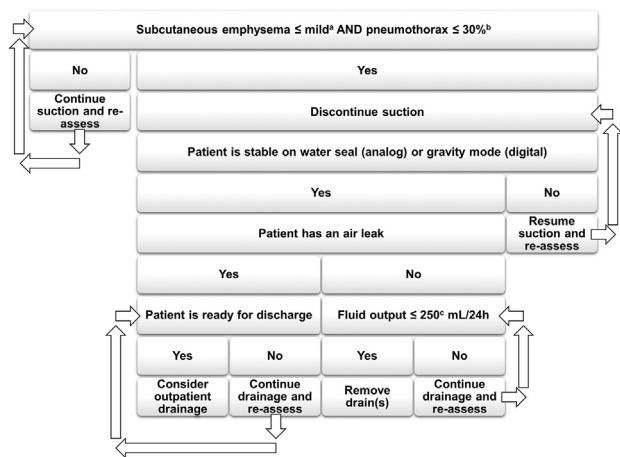 Subcutaneous emphysema ≤ mildᵃ AND pneumothorax ≤ 30%ᵇ
No
Yes
Continue
suction and re-
assess
Discontinue suction
Patient is stable on water seal (analog) or gravity mode (digital)
Yes
No
Patient has an air leak
Resume
suction and
re-assess
Yes
No
Patient is ready for discharge
Fluid output ≤ 250ᶜ mL/24h
Yes
No
Yes
No
Consider
outpatient
drainage
Continue
drainage and
re-assess
Remove
drain(s)
Continue
drainage and
re-assess